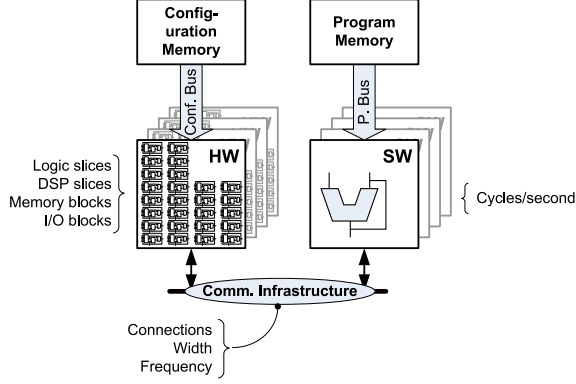 Config-
uration
Memory
Program
Memory
Conf. Bus
P. Bus
HW
SW
Logic slices
DSP slices
Memory blocks
I/O blocks
Cycles/second
Comm. Infrastructure
Connections
Width
Frequency